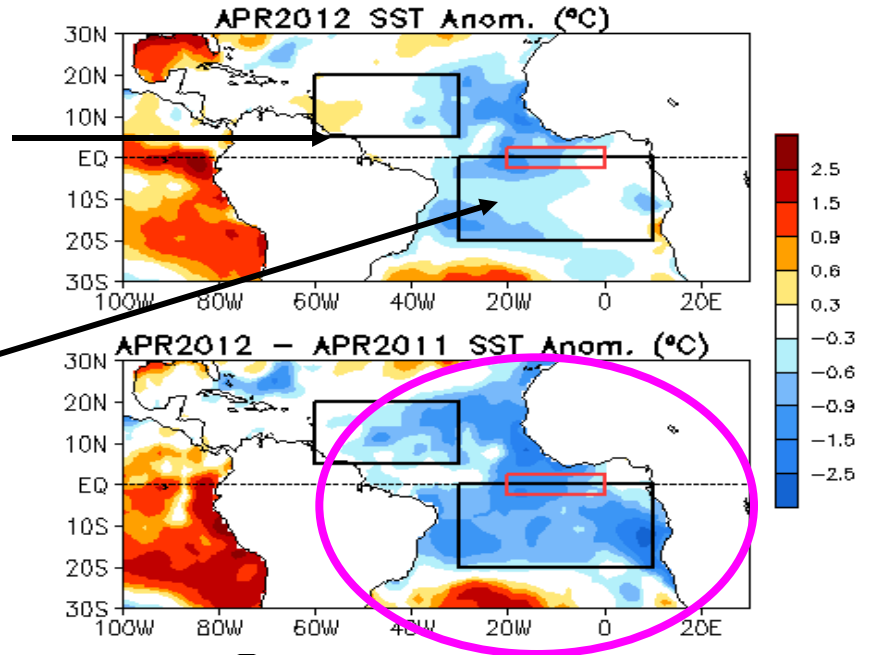 APR2012 SST Anom. (°C)
30N
20N
10N
EQ
10S
20S
30S
100W 80W 60W 40W 20W 0 20E
APR2012 – APR2011 SST Anom. (°C)
30N
20N
10N
EQ
10S
20S
30S
100W 80W 60W 40W 20W 0 20E
2.5
1.5
0.9
0.6
0.3
-0.3
-0.6
-0.9
-1.5
-2.5